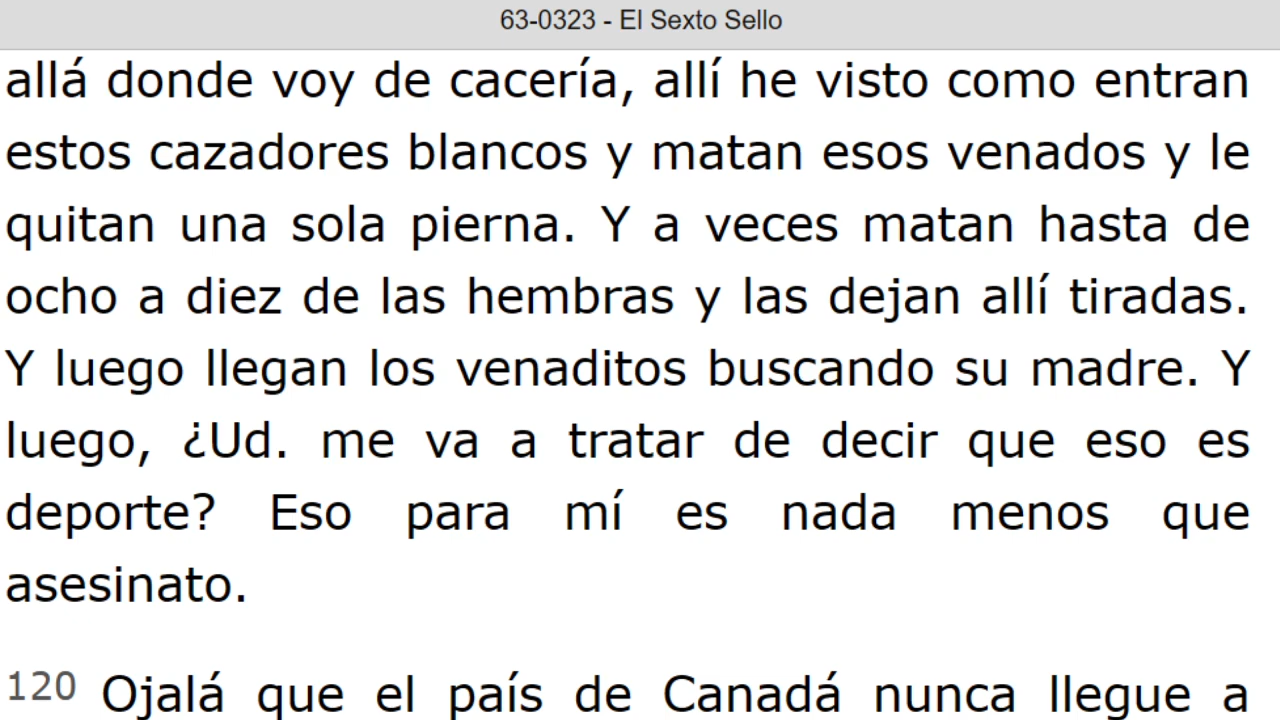 63-0323 - El Sexto Sello
allá donde voy de cacería, allí he visto como entran
estos cazadores blancos y matan esos venados y le
quitan una sola pierna. Y a veces matan hasta de
ocho a diez de las hembras y las dejan allí tiradas.
Y luego llegan los venaditos buscando su madre. Y
luego, ¿Ud. me va a tratar de decir que eso es
deporte? Eso para mí es nada menos que
asesinato.
120 Ojalá que el país de Canadá nunca llegue a